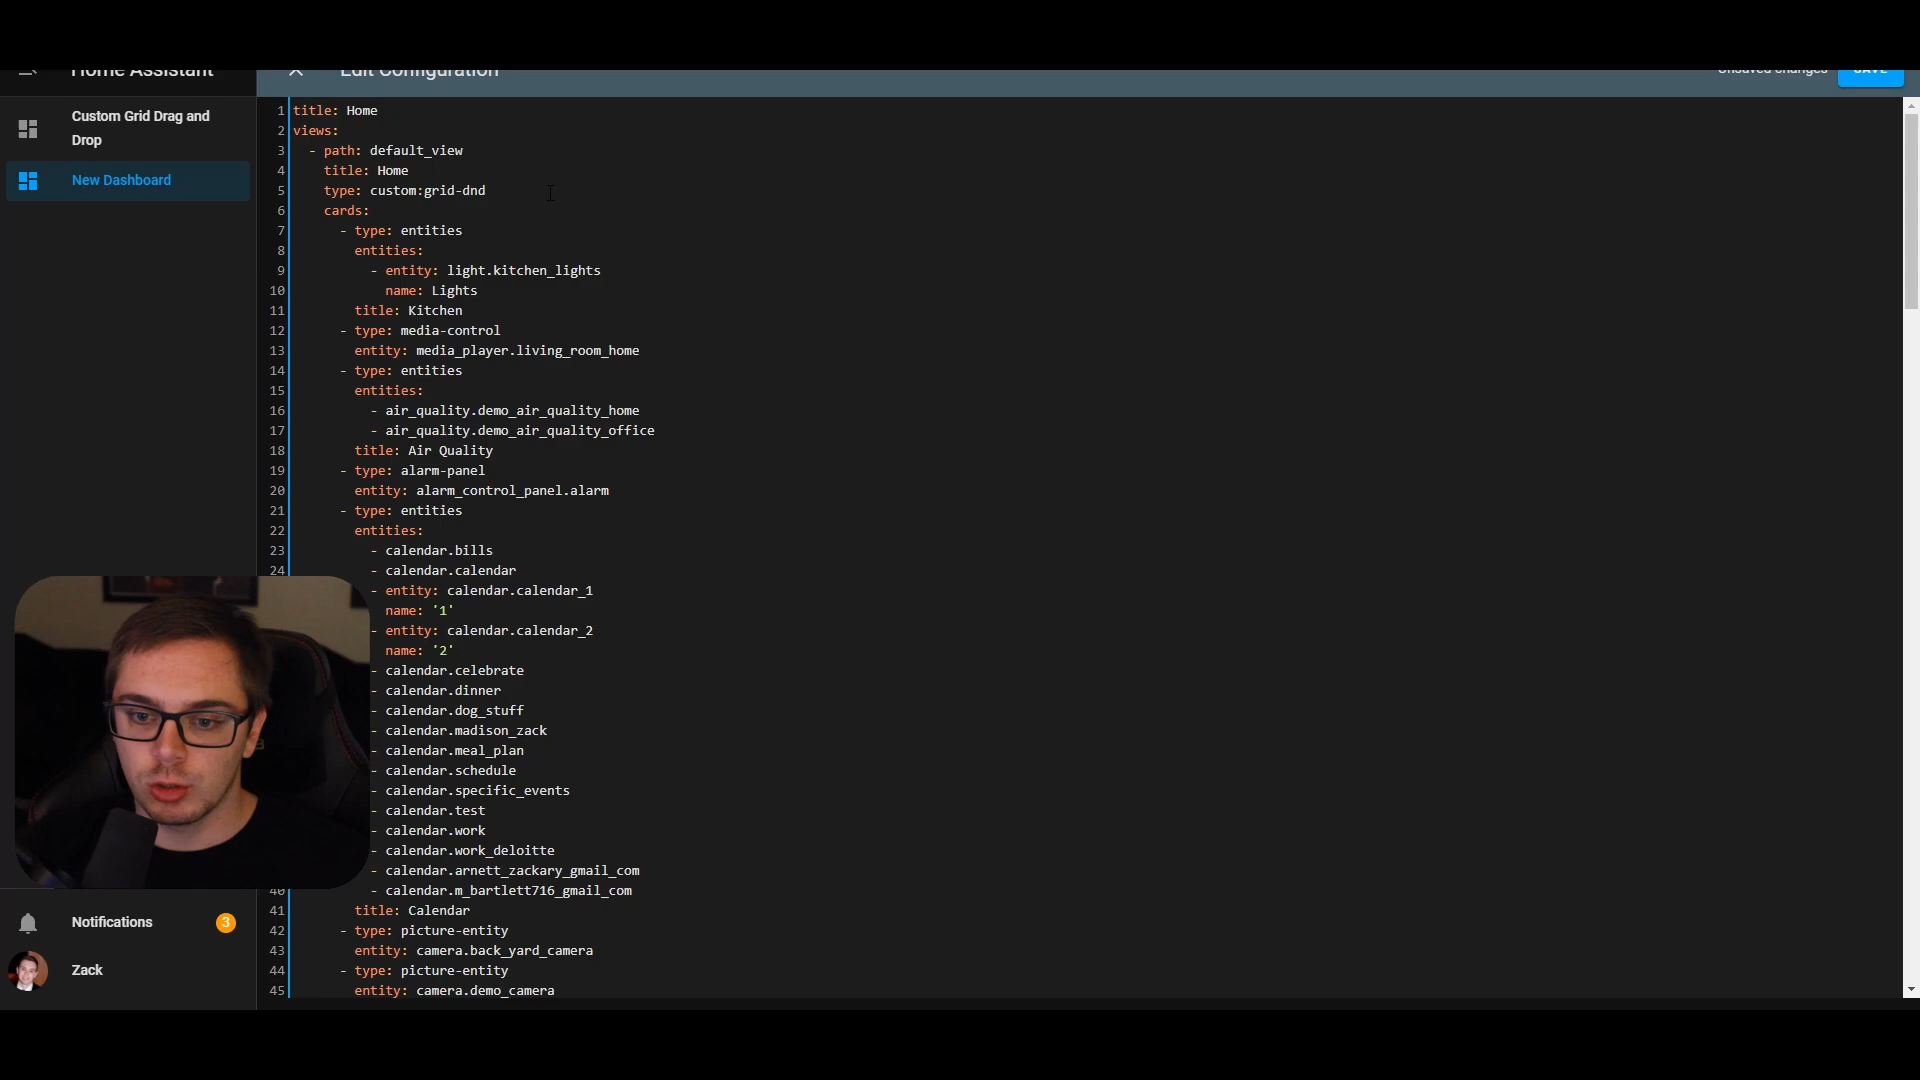 Home Assistant
Edit Configuration
Unsaved changes
SAVE
Custom Grid Drag and
Drop
New Dashboard
1 title: Home
2 views:
3 - path: default_view
4 title: Home
5 type: custom:grid-dnd
6 cards:
7 - type: entities
8 entities:
9 - entity: light.kitchen_lights
10 name: Lights
11 title: Kitchen
12 - type: media-control
13 entity: media_player.living_room_home
14 - type: entities
15 entities:
16 - air_quality.demo_air_quality_home
17 - air_quality.demo_air_quality_office
18 title: Air Quality
19 - type: alarm-panel
20 entity: alarm_control_panel.alarm
21 - type: entities
22 entities:
23 - calendar.bills
24 - calendar.calendar
- entity: calendar.calendar_1
name: '1'
- entity: calendar.calendar_2
name: '2'
- calendar.celebrate
- calendar.dinner
- calendar.dog_stuff
- calendar.madison_zack
- calendar.meal_plan
- calendar.schedule
- calendar.specific_events
- calendar.test
- calendar.work
- calendar.work_deloitte
- calendar.arnett_zackary_gmail_com
40 - calendar.m_bartlett716_gmail_com
41 title: Calendar
42 - type: picture-entity
43 entity: camera.back_yard_camera
44 - type: picture-entity
45 entity: camera.demo_camera
Notifications 3
Zack